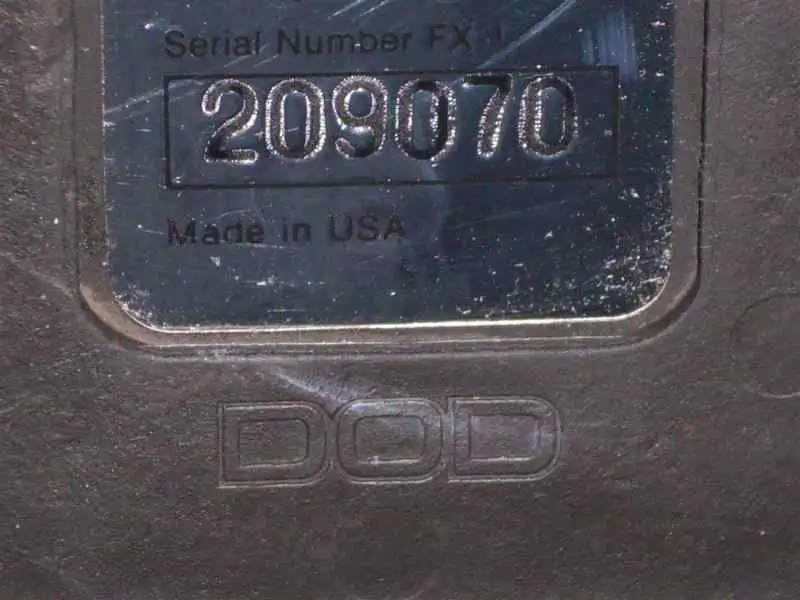 Serial Number FX
209070
Made in USA
DOD